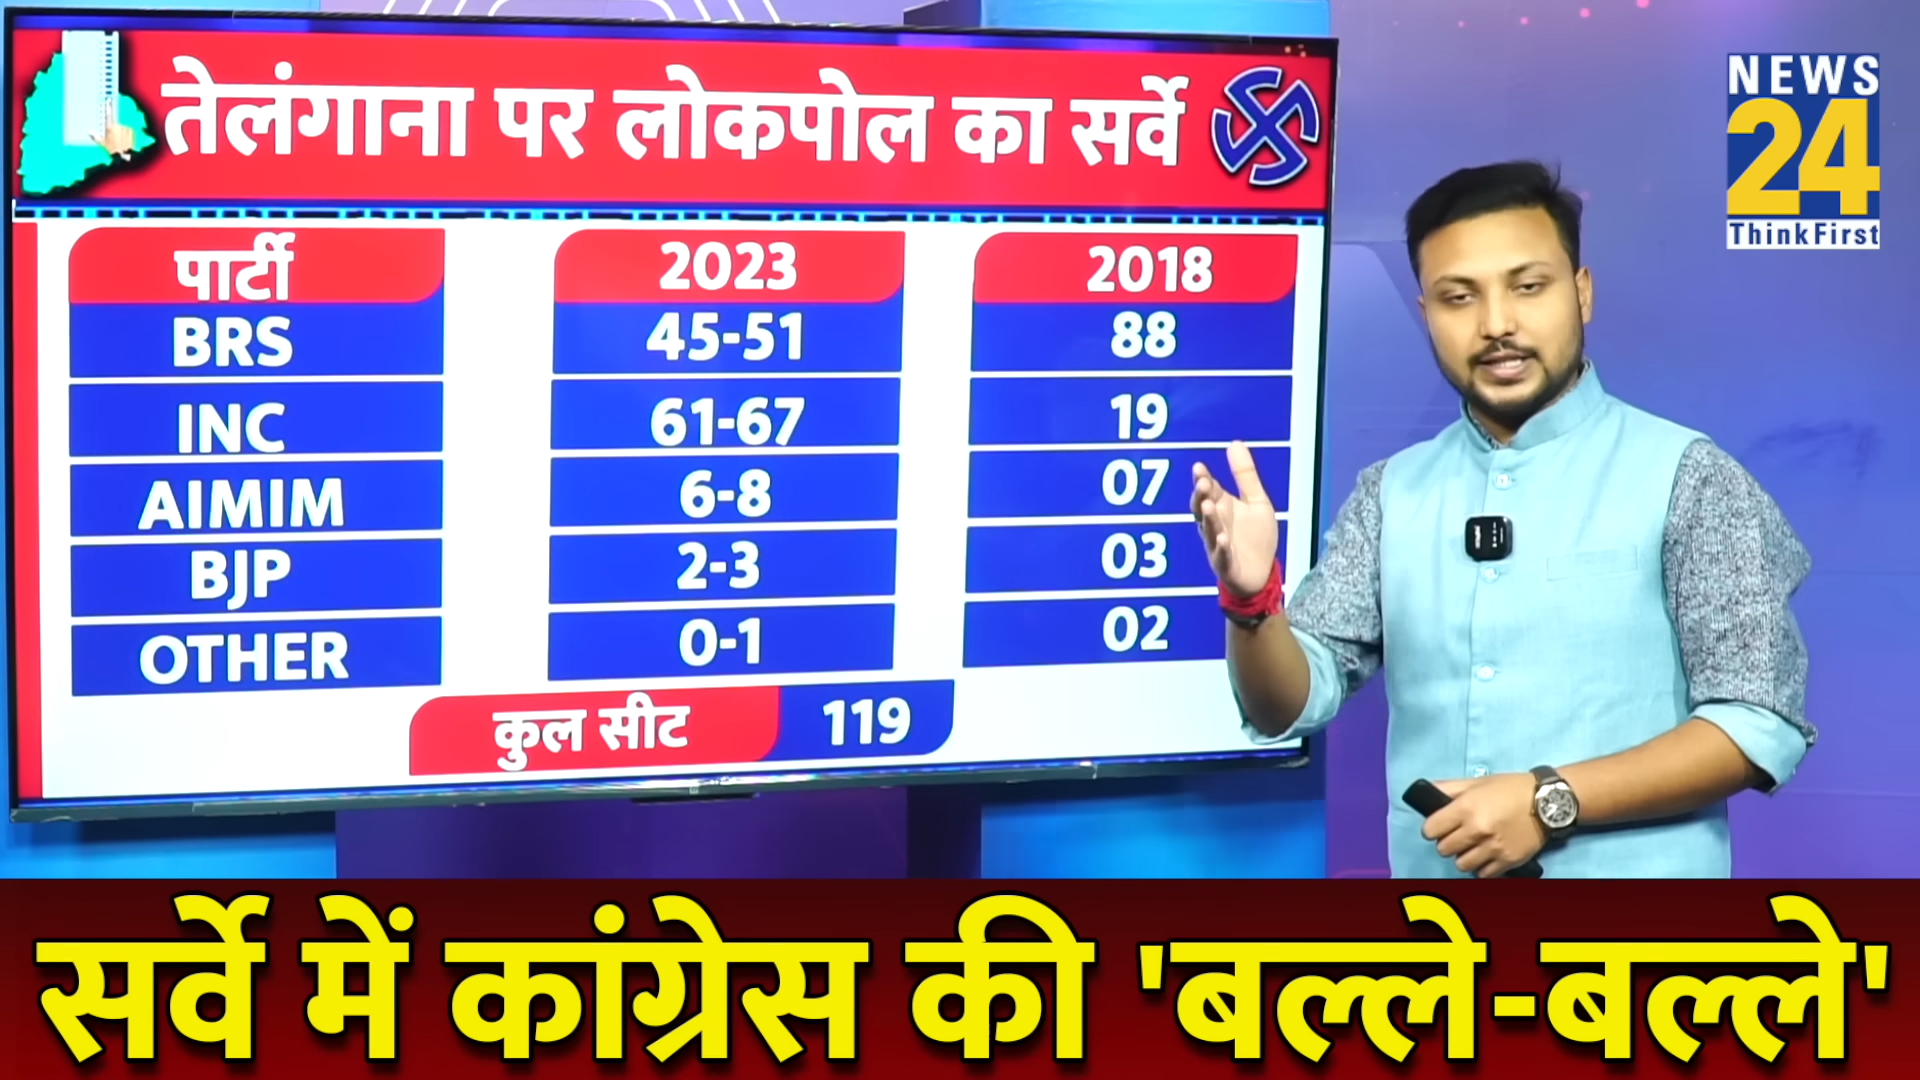 तेलंगाना पर लोकपोल का सर्वे
NEWS
24
ThinkFirst
पार्टी 2023 2018
BRS 45-51 88
INC 61-67 19
AIMIM 6-8 07
BJP 2-3 03
OTHER 0-1 02
कुल सीट 119
सर्वे में कांग्रेस की 'बल्ले-बल्ले'